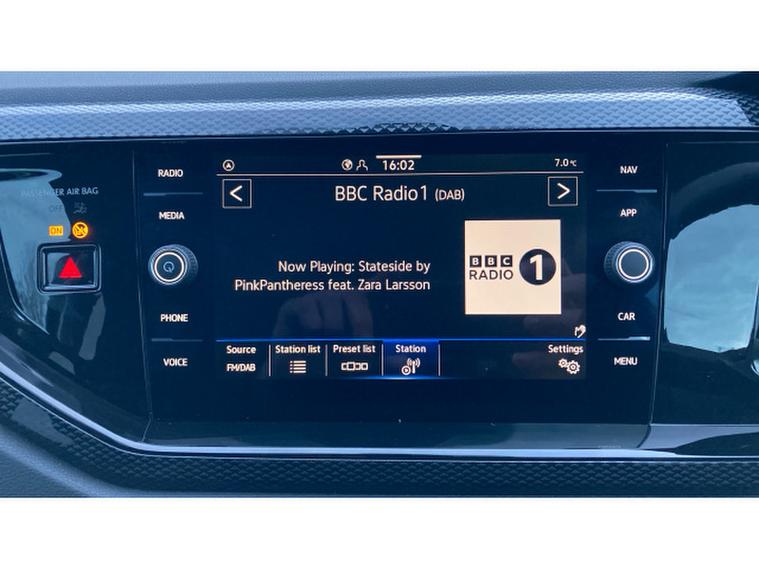 RADIO
MEDIA
PHONE
VOICE
PASSENGER AIR BAG
OFF
ON
16:02
7.0 °C
< BBC Radio1 (DAB) >
Now Playing: Stateside by
PinkPantheress feat. Zara Larsson
BBC
RADIO 1
Source Station list Preset list Station Settings
FM/DAB
NAV
APP
CAR
MENU